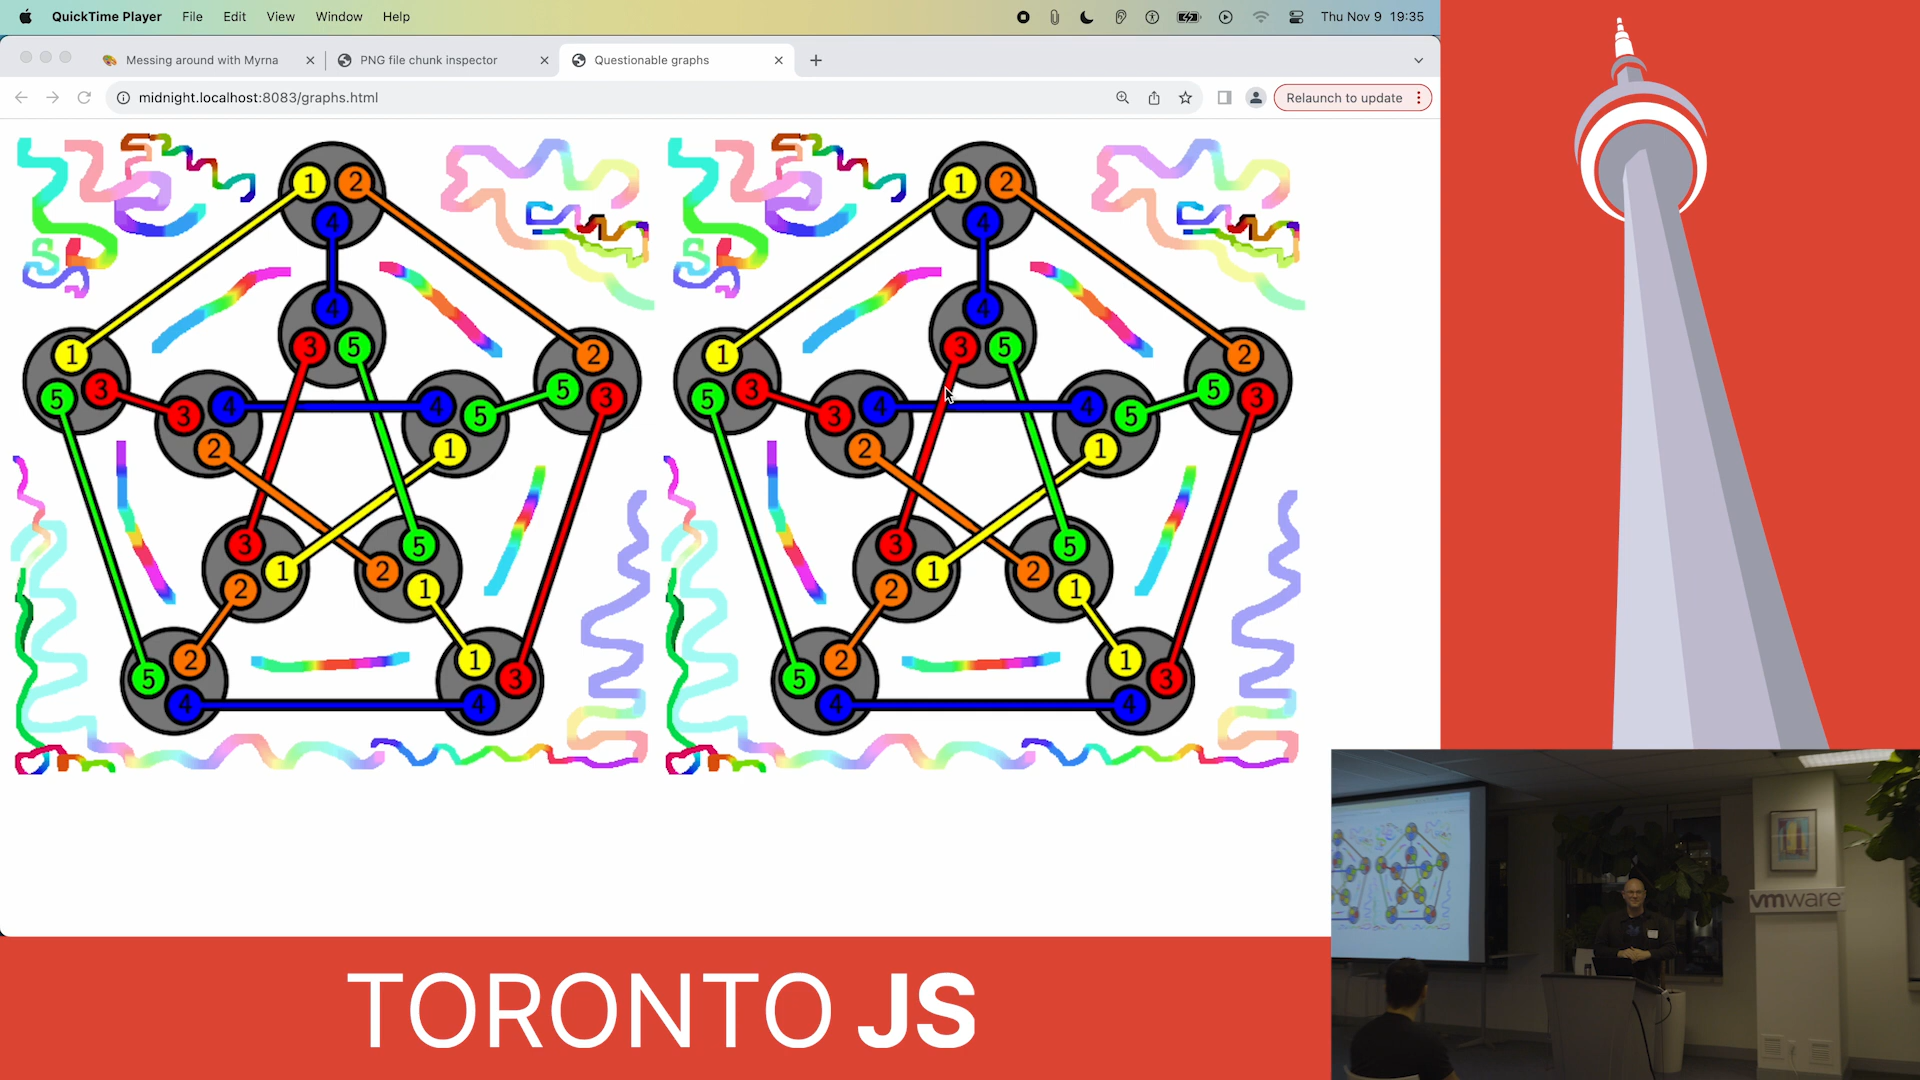 QuickTime Player File Edit View Window Help Thu Nov 9 19:35
Messing around with Myrna PNG file chunk inspector Questionable graphs
midnight.localhost:8083/graphs.html Relaunch to update
1 2 1 2
4 4
4 4
3 5 3 5
1 2 1 2
5 3 3 4 4 5 5 3 5 3 3 4 4 5 5 3
2 1 2 1
3 5 3 5
1 2 1 2
2 1 2 1
2 1 2 1
5 3 5 3
4 4 4 4
vmware
TORONTO JS